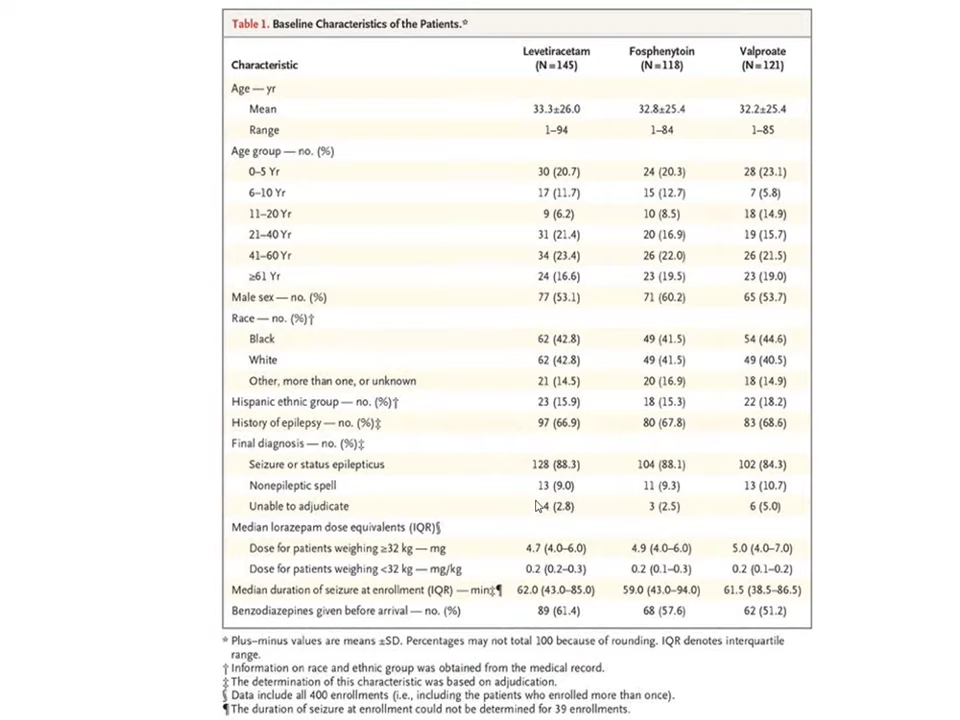 Table 1. Baseline Characteristics of the Patients.*
Characteristic Levetiracetam (N=145) Fosphenytoin (N=118) Valproate (N=121)
Age — yr
Mean 33.3±26.0 32.8±25.4 32.2±25.4
Range 1–94 1–84 1–85
Age group — no. (%)
0–5 Yr 30 (20.7) 24 (20.3) 28 (23.1)
6–10 Yr 17 (11.7) 15 (12.7) 7 (5.8)
11–20 Yr 9 (6.2) 10 (8.5) 18 (14.9)
21–40 Yr 31 (21.4) 20 (16.9) 19 (15.7)
41–60 Yr 34 (23.4) 26 (22.0) 26 (21.5)
≥61 Yr 24 (16.6) 23 (19.5) 23 (19.0)
Male sex — no. (%) 77 (53.1) 71 (60.2) 65 (53.7)
Race — no. (%)†
Black 62 (42.8) 49 (41.5) 54 (44.6)
White 62 (42.8) 49 (41.5) 49 (40.5)
Other, more than one, or unknown 21 (14.5) 20 (16.9) 18 (14.9)
Hispanic ethnic group — no. (%)† 23 (15.9) 18 (15.3) 22 (18.2)
History of epilepsy — no. (%)‡ 97 (66.9) 80 (67.8) 83 (68.6)
Final diagnosis — no. (%)‡
Seizure or status epilepticus 128 (88.3) 104 (88.1) 102 (84.3)
Nonepileptic spell 13 (9.0) 11 (9.3) 13 (10.7)
Unable to adjudicate 4 (2.8) 3 (2.5) 6 (5.0)
Median lorazepam dose equivalents (IQR)§
Dose for patients weighing ≥32 kg — mg 4.7 (4.0–6.0) 4.9 (4.0–6.0) 5.0 (4.0–7.0)
Dose for patients weighing <32 kg — mg/kg 0.2 (0.2–0.3) 0.2 (0.1–0.3) 0.2 (0.1–0.2)
Median duration of seizure at enrollment (IQR) — min‡¶ 62.0 (43.0–85.0) 59.0 (43.0–94.0) 61.5 (38.5–86.5)
Benzodiazepines given before arrival — no. (%) 89 (61.4) 68 (57.6) 62 (51.2)
* Plus–minus values are means ±SD. Percentages may not total 100 because of rounding. IQR denotes interquartile
range.
† Information on race and ethnic group was obtained from the medical record.
‡ The determination of this characteristic was based on adjudication.
§ Data include all 400 enrollments (i.e., including the patients who enrolled more than once).
¶ The duration of seizure at enrollment could not be determined for 39 enrollments.